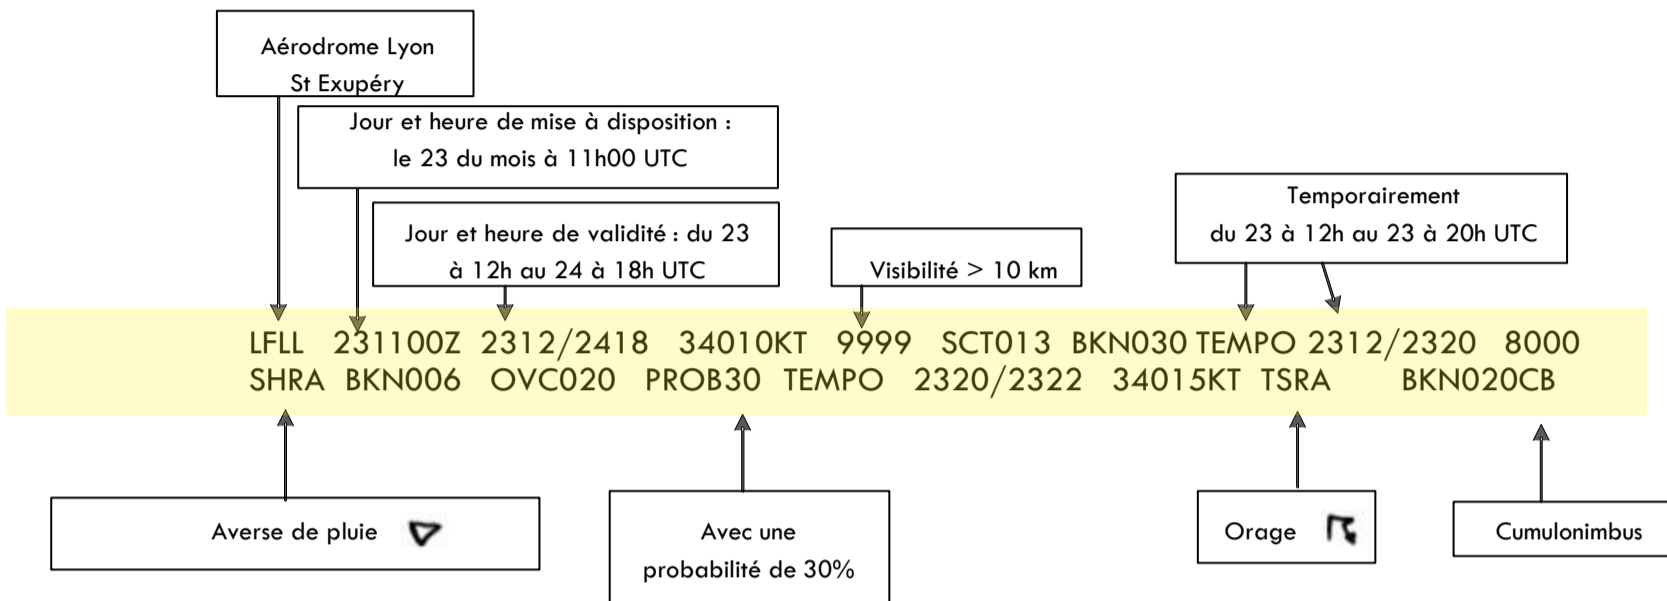 Aérodrome Lyon
St Exupéry
Jour et heure de mise à disposition :
le 23 du mois à 11h00 UTC
Jour et heure de validité : du 23
à 12h au 24 à 18h UTC
Visibilité > 10 km
Temporairement
du 23 à 12h au 23 à 20h UTC
LFLL 231100Z 2312/2418 34010KT 9999 SCT013 BKN030 TEMPO 2312/2320 8000
SHRA BKN006 OVC020 PROB30 TEMPO 2320/2322 34015KT TSRA BKN020CB
Averse de pluie
Avec une
probabilité de 30%
Orage
Cumulonimbus